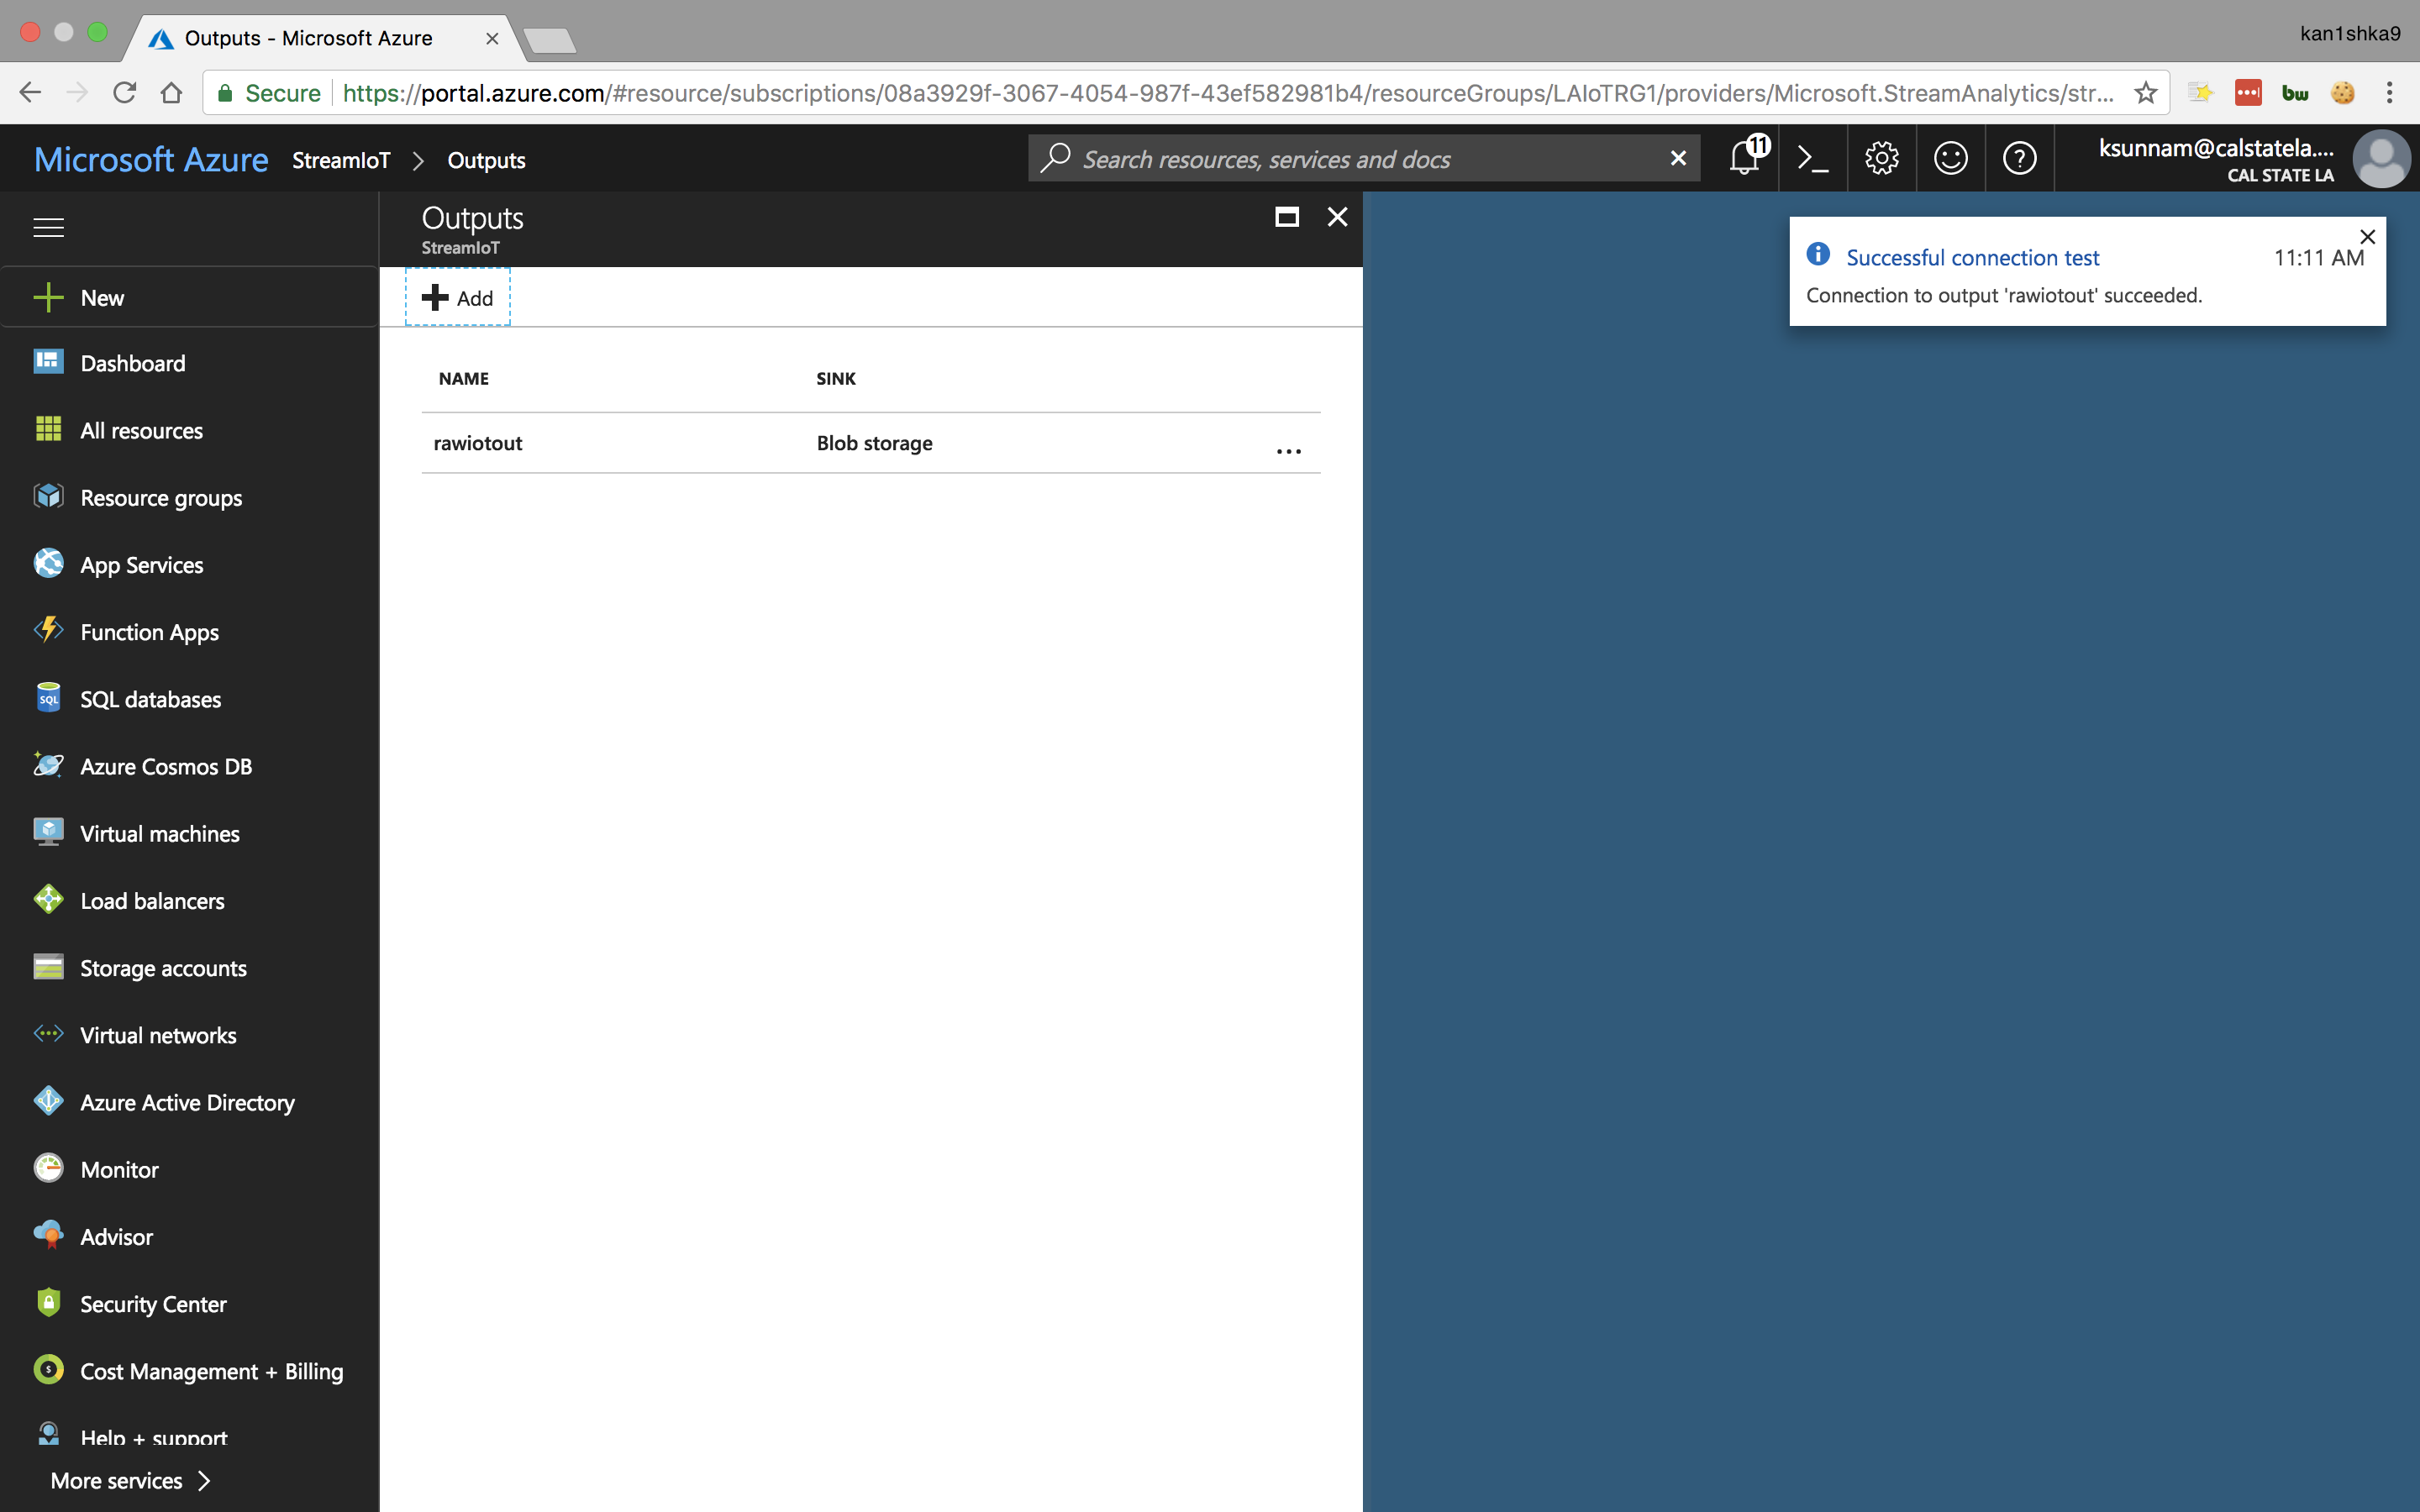 Outputs - Microsoft Azure
kan1shka9
Secure https://portal.azure.com/#resource/subscriptions/08a3929f-3067-4054-987f-43ef582981b4/resourceGroups/LAIoTRG1/providers/Microsoft.StreamAnalytics/str...
bw
Microsoft Azure StreamIoT > Outputs
Search resources, services and docs
11
ksunnam@calstatela....
CAL STATE LA
Outputs
StreamIoT
Add
NAME SINK
rawiotout Blob storage ...
Successful connection test 11:11 AM
Connection to output 'rawiotout' succeeded.
New
Dashboard
All resources
Resource groups
App Services
Function Apps
SQL databases
Azure Cosmos DB
Virtual machines
Load balancers
Storage accounts
Virtual networks
Azure Active Directory
Monitor
Advisor
Security Center
Cost Management + Billing
Help + support
More services >